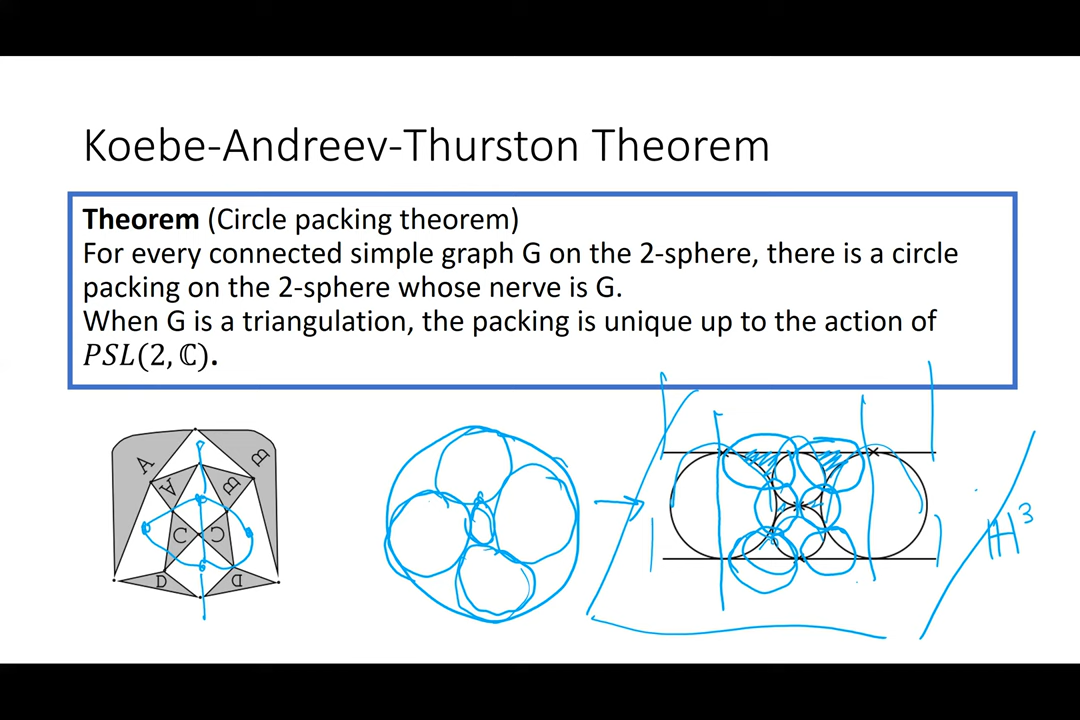 Koebe-Andreev-Thurston Theorem
Theorem (Circle packing theorem)
For every connected simple graph G on the 2-sphere, there is a circle
packing on the 2-sphere whose nerve is G.
When G is a triangulation, the packing is unique up to the action of
𝑃𝑆𝐿(2, ℂ).
A B
A B
C C
D D
ℍ³